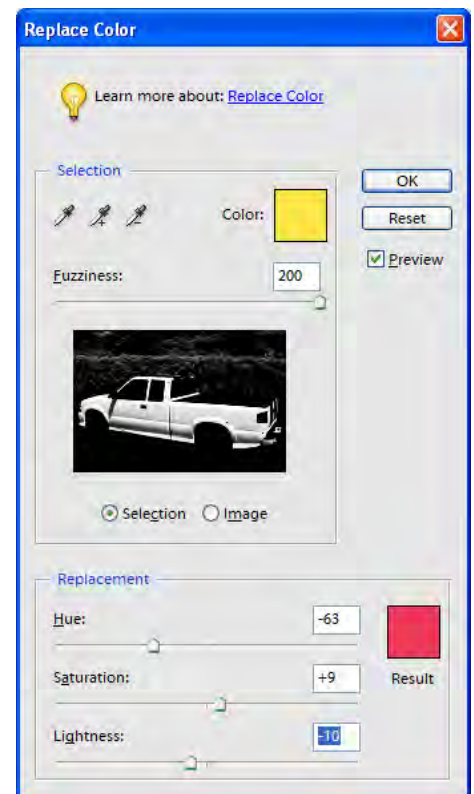 Replace Color
Learn more about: Replace Color
Selection
OK
Color:
Reset
Preview
Fuzziness: 200
Selection Image
Replacement
Hue: -63
Saturation: +9 Result
Lightness: -10